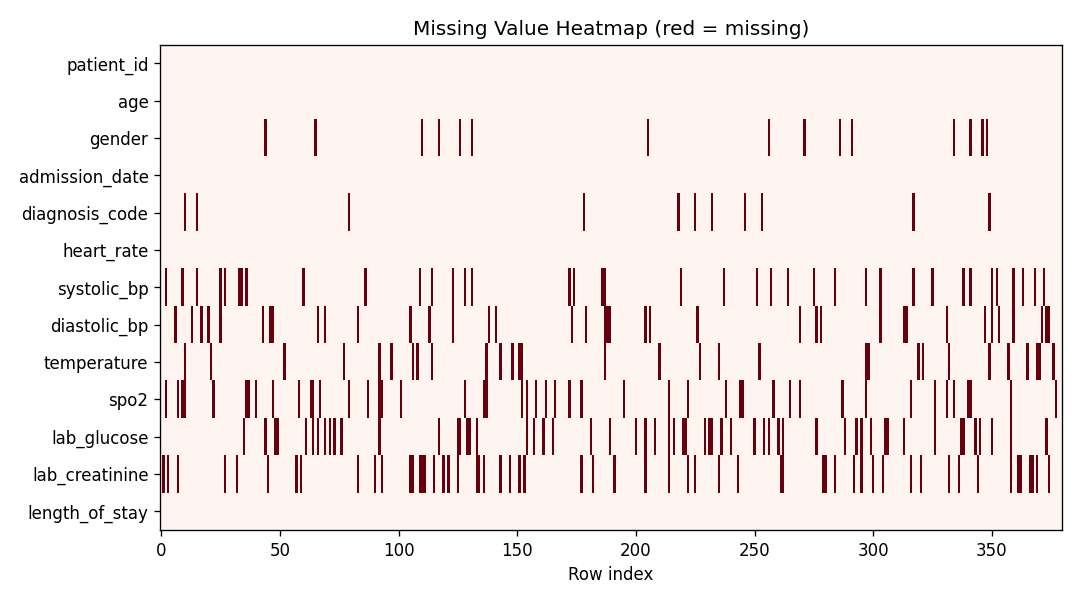 Missing Value Heatmap (red = missing)
patient_id
age
gender
admission_date
diagnosis_code
heart_rate
systolic_bp
diastolic_bp
temperature
spo2
lab_glucose
lab_creatinine
length_of_stay
0 50 100 150 200 250 300 350
Row index